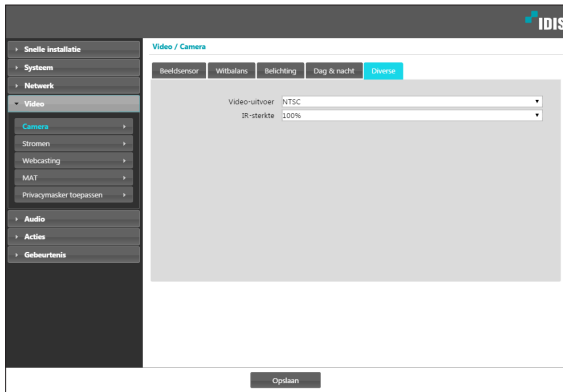 IDIS
Snelle installatie
Systeem
Netwerk
Video
Camera
Stromen
Webcasting
MAT
Privacymasker toepassen
Audio
Acties
Gebeurtenis
Video / Camera
Beeldsensor Witbalans Belichting Dag & nacht Diverse
Video-uitvoer NTSC
IR-sterkte 100%
Opslaan